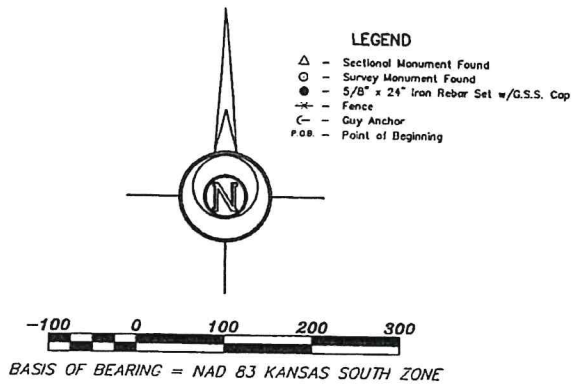 LEGEND
△ - Sectional Monument Found
⊙ - Survey Monument Found
● - 5/8" x 24" Iron Rebar Set w/G.S.S. Cap
-x- - Fence
(- - Guy Anchor
P.O.B. - Point of Beginning
N
-100 0 100 200 300
BASIS OF BEARING = NAD 83 KANSAS SOUTH ZONE